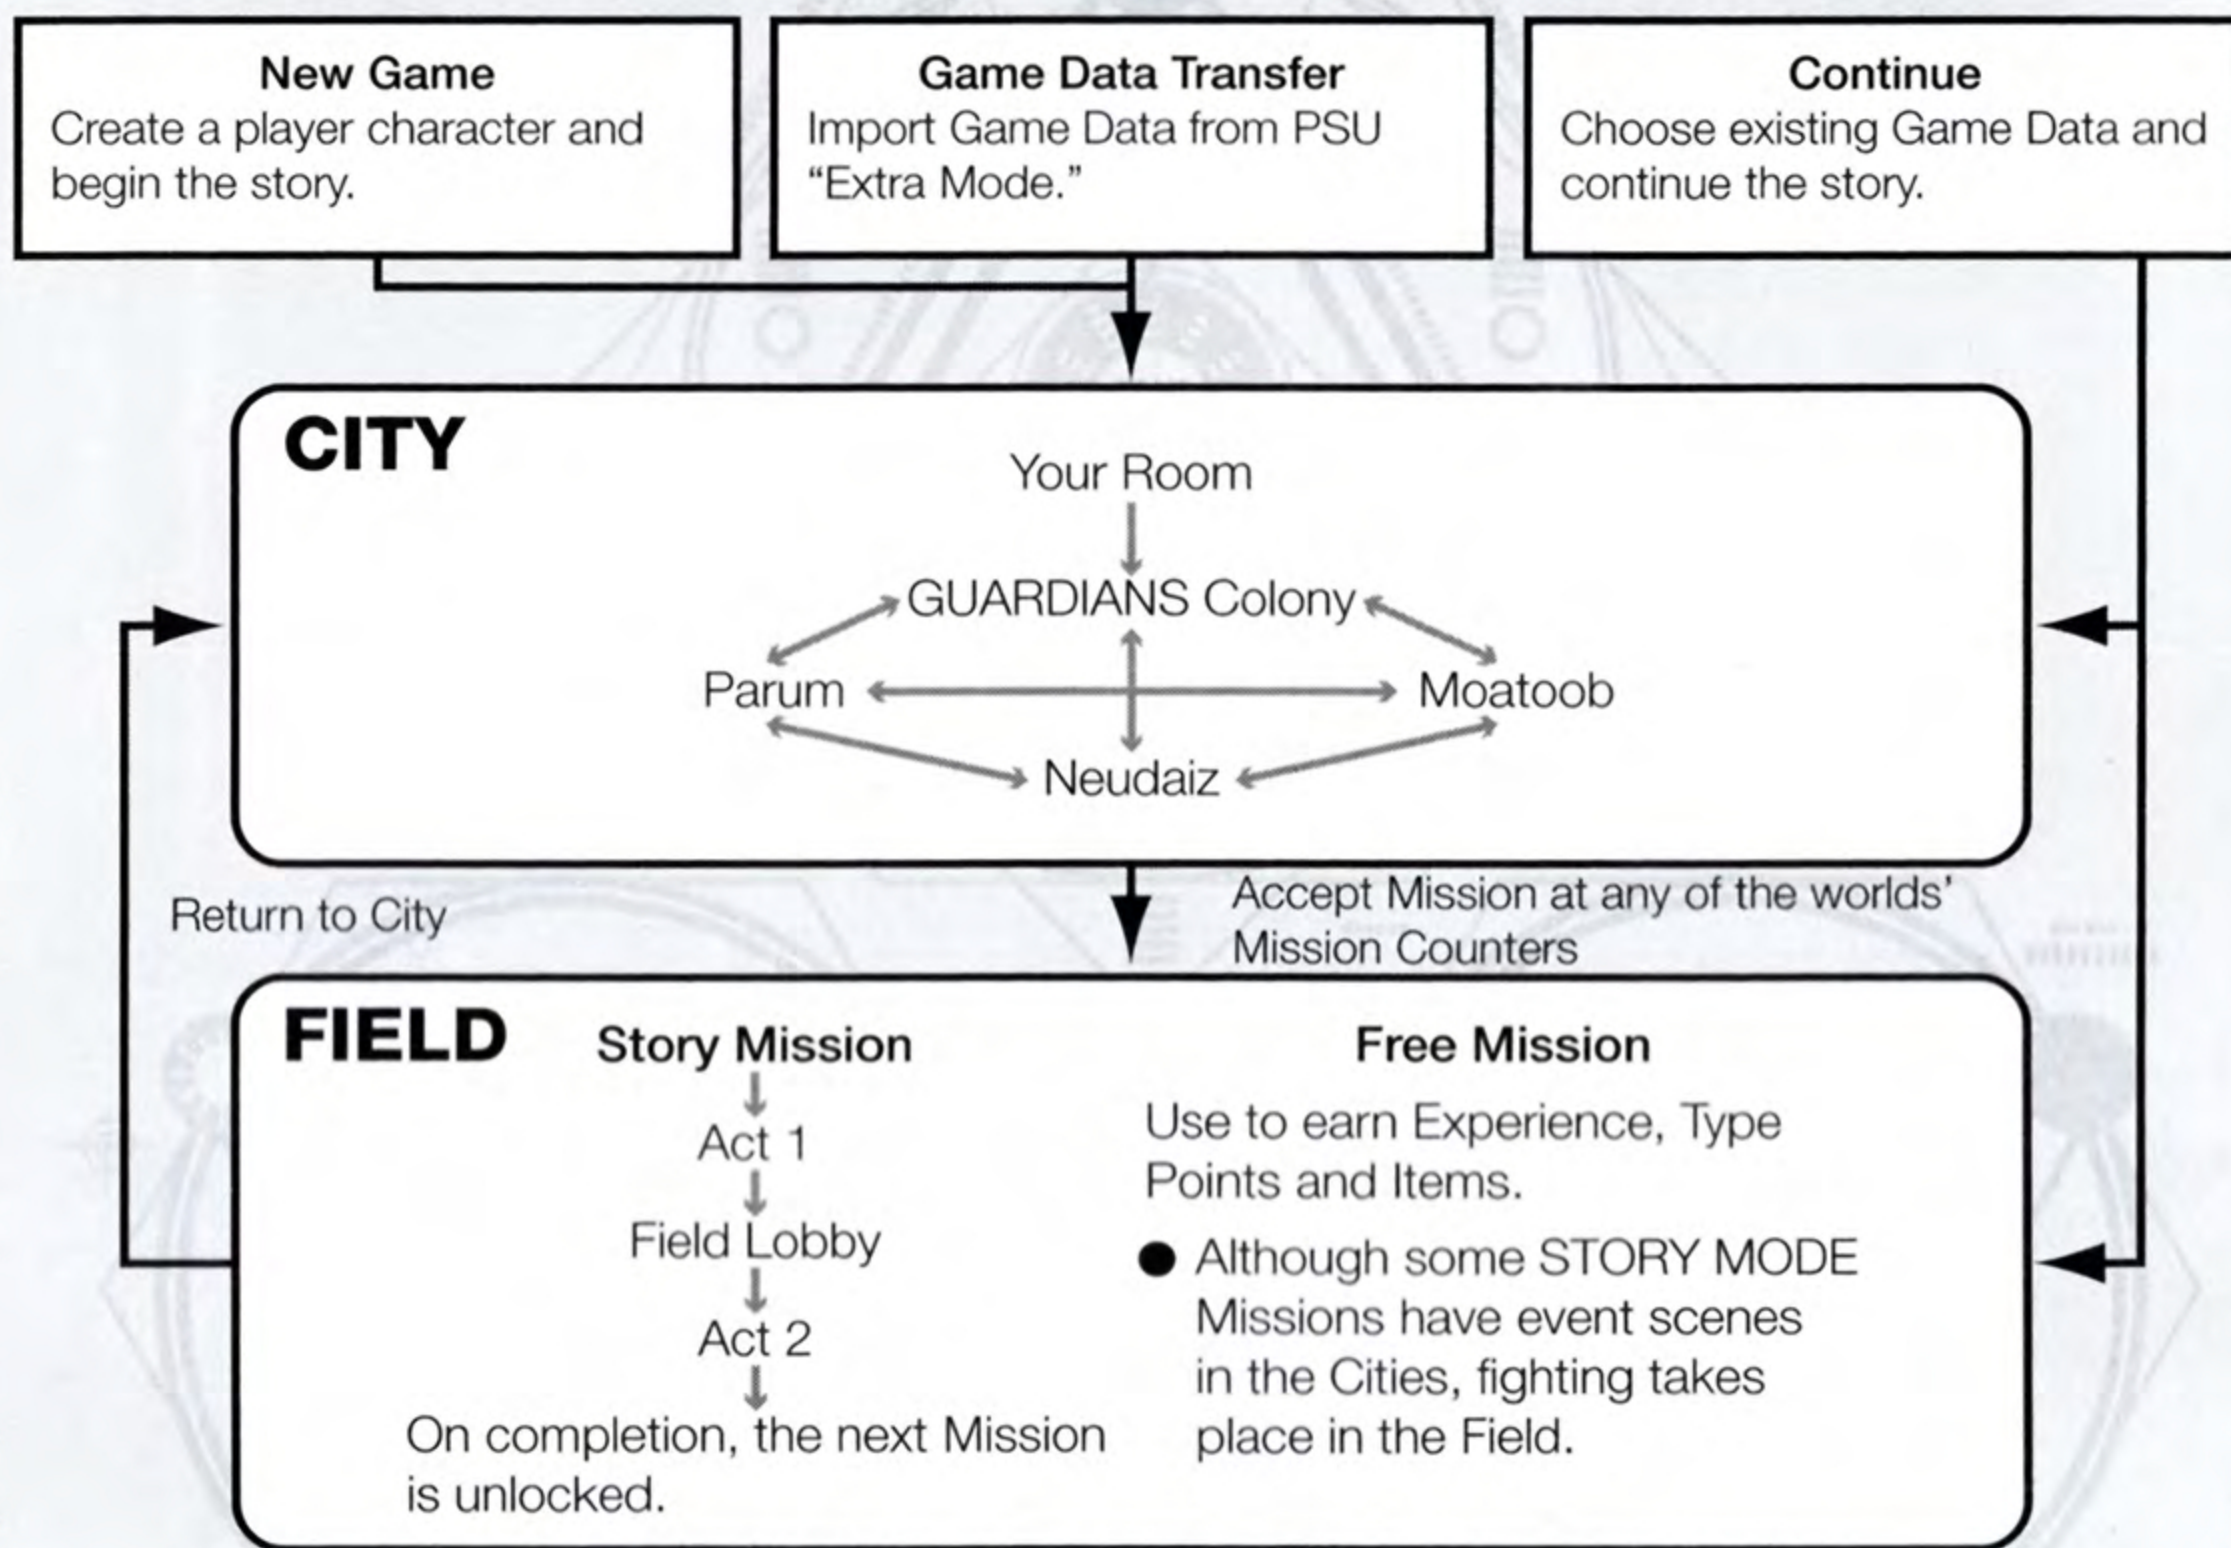 New Game
Create a player character and
begin the story.
Game Data Transfer
Import Game Data from PSU
“Extra Mode.”
Continue
Choose existing Game Data and
continue the story.
CITY
Your Room
GUARDIANS Colony
Parum
Moatoob
Neudaiz
Return to City
Accept Mission at any of the worlds’
Mission Counters
FIELD
Story Mission
Act 1
Field Lobby
Act 2
On completion, the next Mission
is unlocked.
Free Mission
Use to earn Experience, Type
Points and Items.
● Although some STORY MODE
Missions have event scenes
in the Cities, fighting takes
place in the Field.